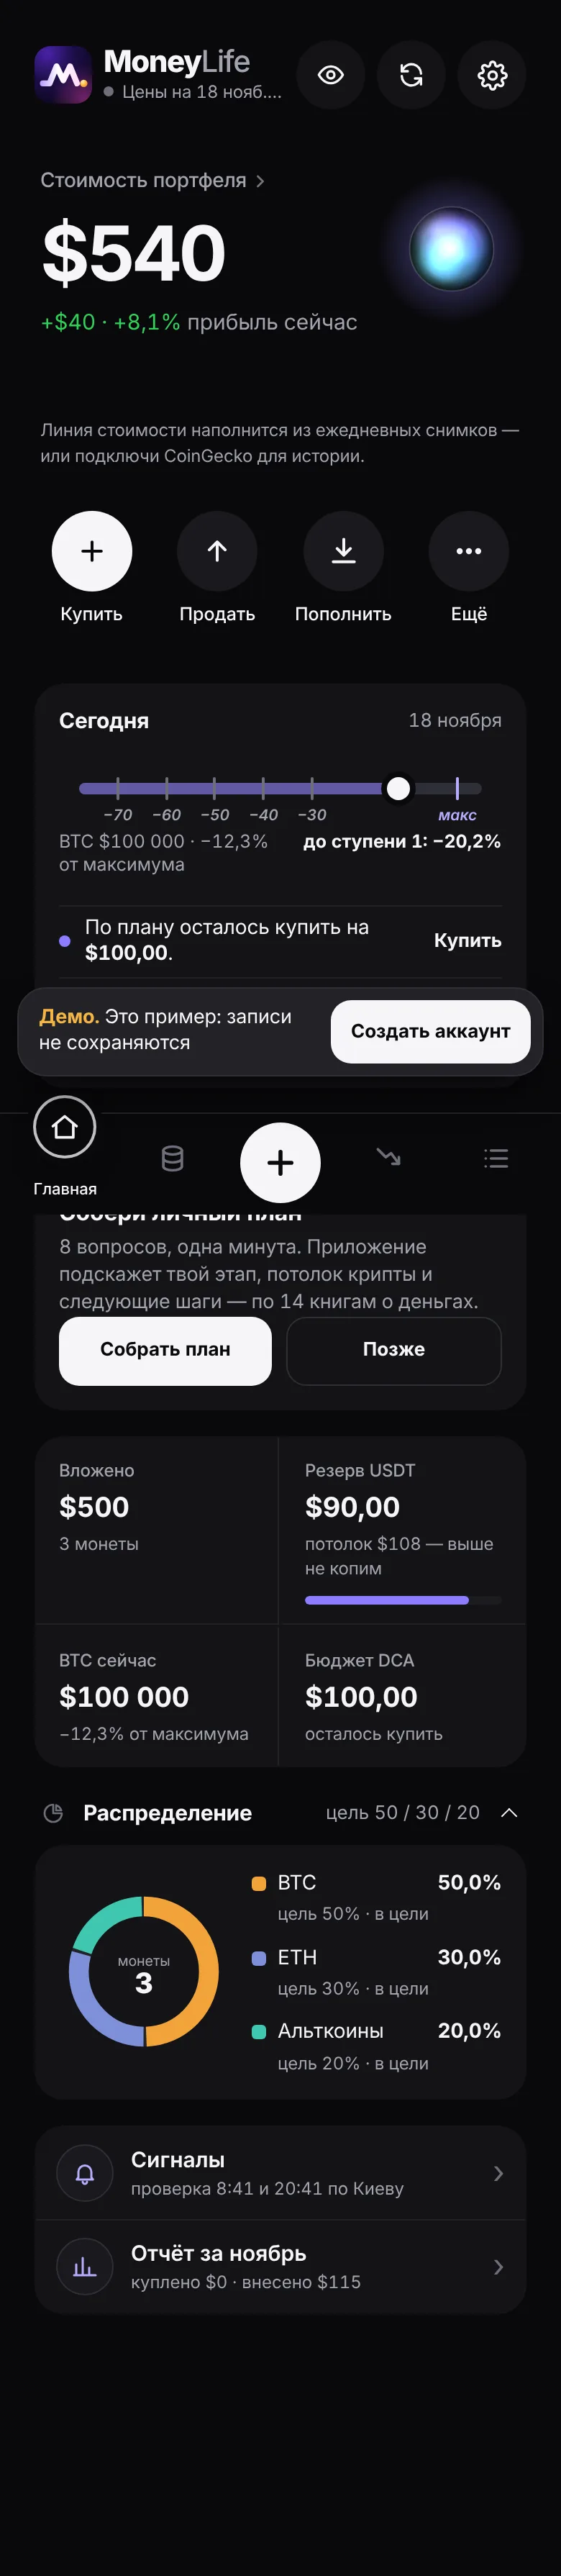 MoneyLife
Цены на 18 нояб....
Стоимость портфеля
$540
+$40 · +8,1% прибыль сейчас
Линия стоимости наполнится из ежедневных снимков —
или подключи CoinGecko для истории.
Купить
Продать
Пополнить
Ещё
Сегодня
18 ноября
−70
−60
−50
−40
−30
макс
BTC $100 000 · −12,3%
от максимума
до ступени 1: −20,2%
По плану осталось купить на
$100,00.
Купить
Демо. Это пример: записи
не сохраняются
Создать аккаунт
Главная
Собери личный план
8 вопросов, одна минута. Приложение
подскажет твой этап, потолок крипты и
следующие шаги — по 14 книгам о деньгах.
Собрать план
Позже
Вложено
$500
3 монеты
Резерв USDT
$90,00
потолок $108 — выше
не копим
BTC сейчас
$100 000
−12,3% от максимума
Бюджет DCA
$100,00
осталось купить
Распределение
цель 50 / 30 / 20
монеты
3
BTC
50,0%
цель 50% · в цели
ETH
30,0%
цель 30% · в цели
Альткоины
20,0%
цель 20% · в цели
Сигналы
проверка 8:41 и 20:41 по Киеву
Отчёт за ноябрь
куплено $0 · внесено $115